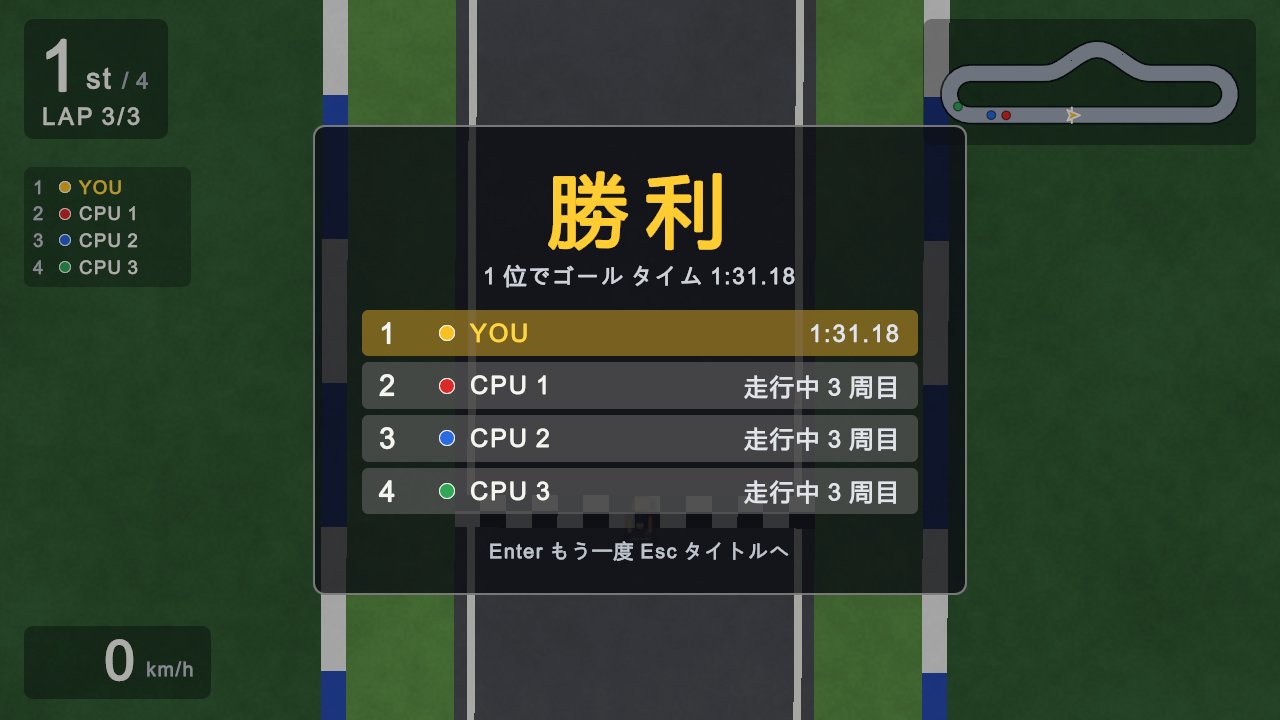 1 st / 4
LAP 3/3
1 YOU
2 CPU 1
3 CPU 2
4 CPU 3
勝利
1 位でゴール タイム 1:31.18
1 YOU 1:31.18
2 CPU 1 走行中 3 周目
3 CPU 2 走行中 3 周目
4 CPU 3 走行中 3 周目
Enter もう一度 Esc タイトルへ
0 km/h